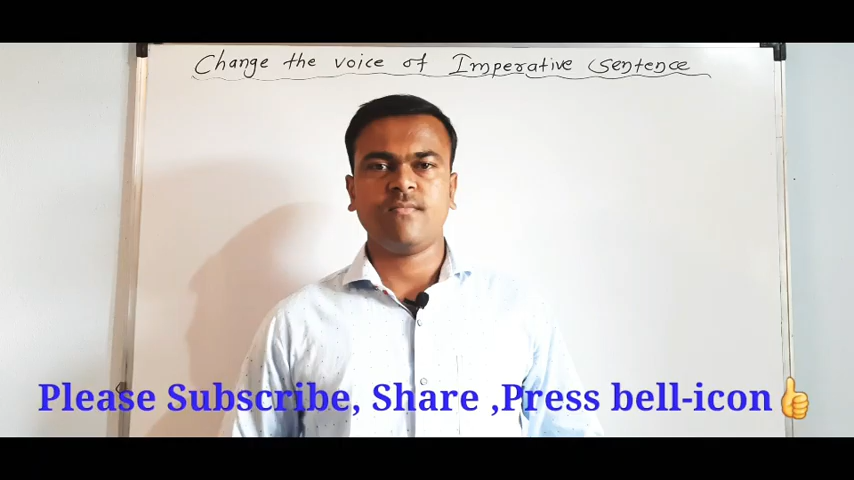 Change the voice of Imperative Sentence
Please Subscribe, Share ,Press bell-icon👍